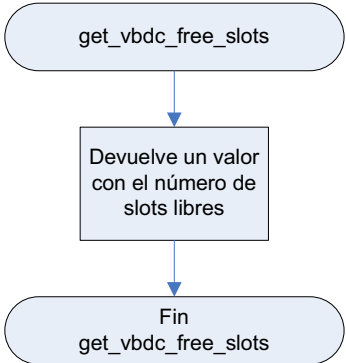 get_vbdc_free_slots
Devuelve un valor
con el número de
slots libres
Fin
get_vbdc_free_slots